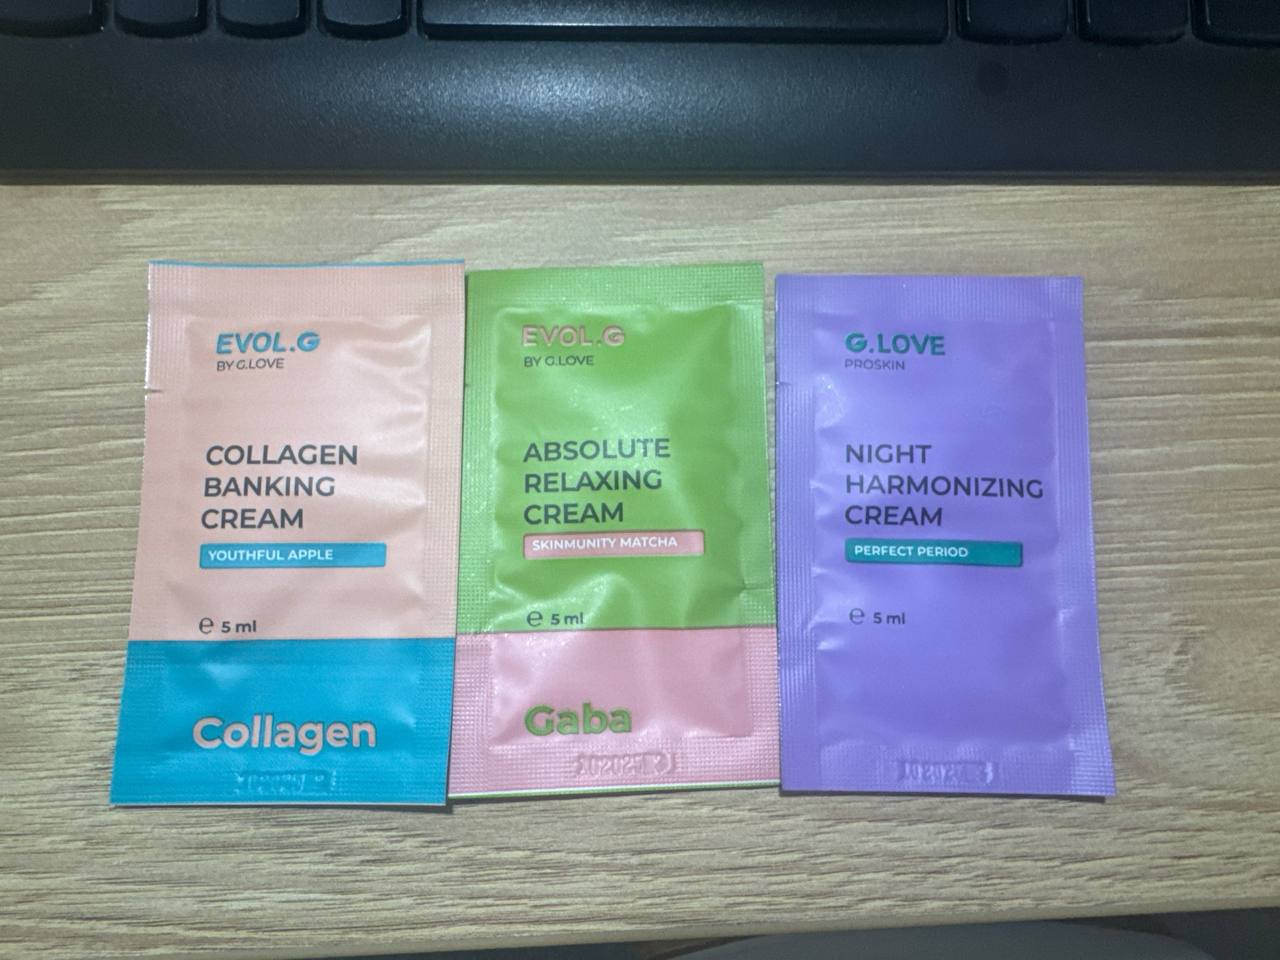 EVOL.G
BY G.LOVE
COLLAGEN
BANKING
CREAM
YOUTHFUL APPLE
℮ 5 ml
Collagen
EVOL.G
BY G.LOVE
ABSOLUTE
RELAXING
CREAM
SKINMUNITY MATCHA
℮ 5 ml
Gaba
G.LOVE
PROSKIN
NIGHT
HARMONIZING
CREAM
PERFECT PERIOD
℮ 5 ml